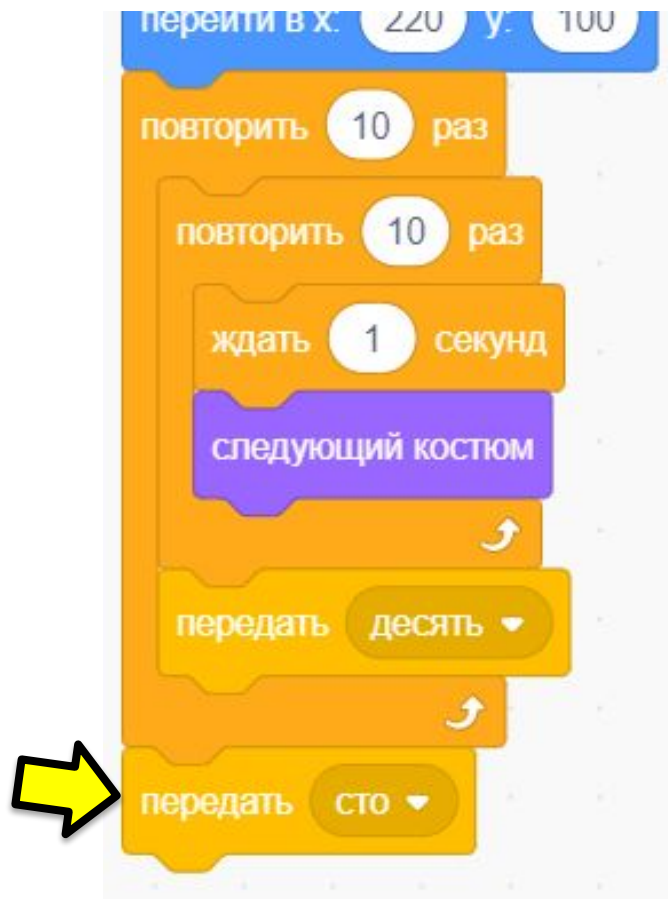 перейти в x: 220 y: 100
повторить 10 раз
повторить 10 раз
ждать 1 секунд
следующий костюм
передать десять
передать сто